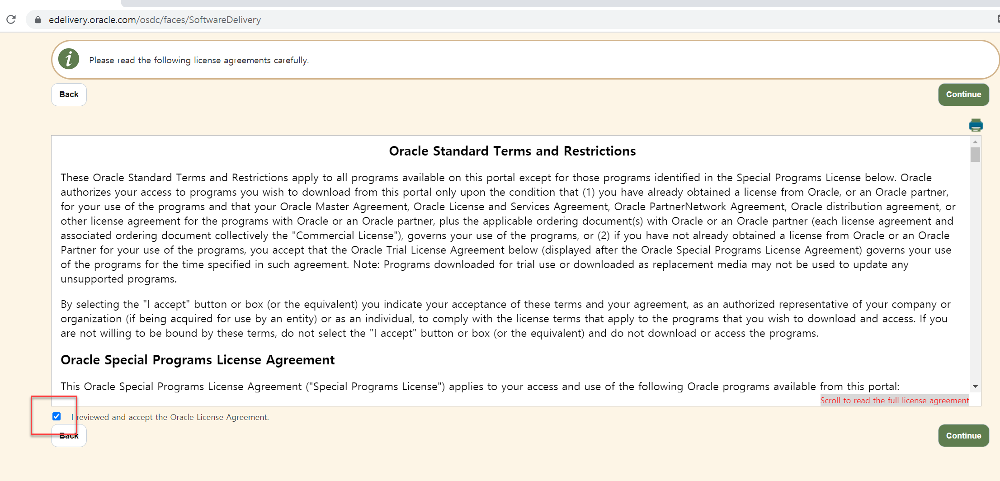 edelivery.oracle.com/osdc/faces/SoftwareDelivery
i
Please read the following license agreements carefully.
Back
Continue
Oracle Standard Terms and Restrictions
These Oracle Standard Terms and Restrictions apply to all programs available on this portal except for those programs identified in the Special Programs License below. Oracle
authorizes your access to programs you wish to download from this portal only upon the condition that (1) you have already obtained a license from Oracle, or an Oracle partner,
for your use of the programs and that your Oracle Master Agreement, Oracle License and Services Agreement, Oracle PartnerNetwork Agreement, Oracle distribution agreement, or
other license agreement for the programs with Oracle or an Oracle partner, plus the applicable ordering document(s) with Oracle or an Oracle partner (each license agreement and
associated ordering document collectively the "Commercial License"), governs your use of the programs, or (2) if you have not already obtained a license from Oracle or an Oracle
Partner for your use of the programs, you accept that the Oracle Trial License Agreement below (displayed after the Oracle Special Programs License Agreement) governs your use
of the programs for the time specified in such agreement. Note: Programs downloaded for trial use or downloaded as replacement media may not be used to update any
unsupported programs.
By selecting the "I accept" button or box (or the equivalent) you indicate your acceptance of these terms and your agreement, as an authorized representative of your company or
organization (if being acquired for use by an entity) or as an individual, to comply with the license terms that apply to the programs that you wish to download and access. If you
are not willing to be bound by these terms, do not select the "I accept" button or box (or the equivalent) and do not download or access the programs.
Oracle Special Programs License Agreement
This Oracle Special Programs License Agreement ("Special Programs License") applies to your access and use of the following Oracle programs available from this portal:
Scroll to read the full license agreement
I reviewed and accept the Oracle License Agreement.
Back
Continue